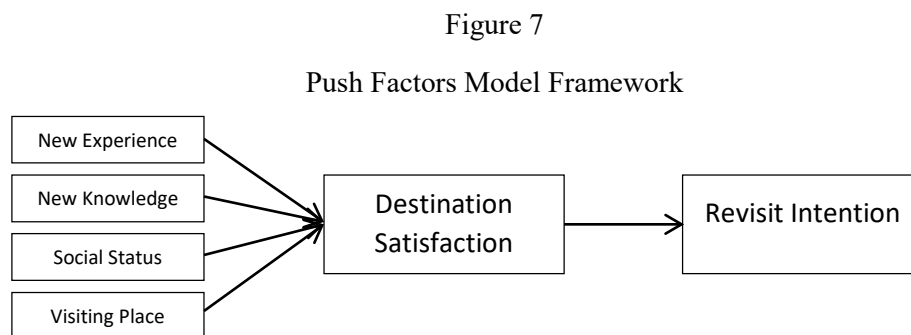 Figure 7
Push Factors Model Framework
New Experience
New Knowledge
Social Status
Visiting Place
Destination
Satisfaction
Revisit Intention